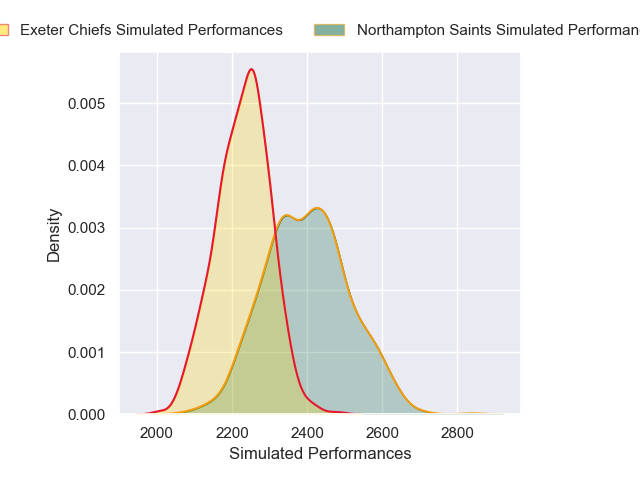 Exeter Chiefs Simulated Performances
Northampton Saints Simulated
0.005
0.004
0.003
0.002
0.001
0.000
Density
2000 2200 2400 2600 2800
Simulated Performances